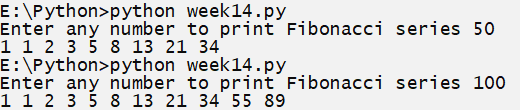 E:\Python>python week14.py
Enter any number to print Fibonacci series 50
1 1 2 3 5 8 13 21 34
E:\Python>python week14.py
Enter any number to print Fibonacci series 100
1 1 2 3 5 8 13 21 34 55 89